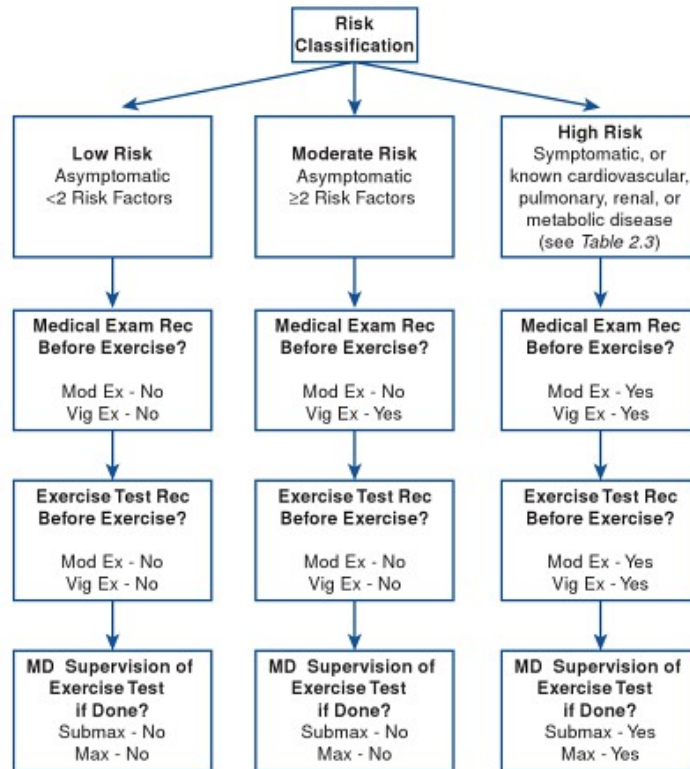 Risk
Classification
Low Risk
Asymptomatic
<2 Risk Factors
Moderate Risk
Asymptomatic
≥2 Risk Factors
High Risk
Symptomatic, or
known cardiovascular,
pulmonary, renal, or
metabolic disease
(see Table 2.3)
Medical Exam Rec
Before Exercise?
Mod Ex - No
Vig Ex - No
Medical Exam Rec
Before Exercise?
Mod Ex - No
Vig Ex - Yes
Medical Exam Rec
Before Exercise?
Mod Ex - Yes
Vig Ex - Yes
Exercise Test Rec
Before Exercise?
Mod Ex - No
Vig Ex - No
Exercise Test Rec
Before Exercise?
Mod Ex - No
Vig Ex - No
Exercise Test Rec
Before Exercise?
Mod Ex - Yes
Vig Ex - Yes
MD Supervision of
Exercise Test
if Done?
Submax - No
Max - No
MD Supervision of
Exercise Test
if Done?
Submax - No
Max - No
MD Supervision of
Exercise Test
if Done?
Submax - Yes
Max - Yes